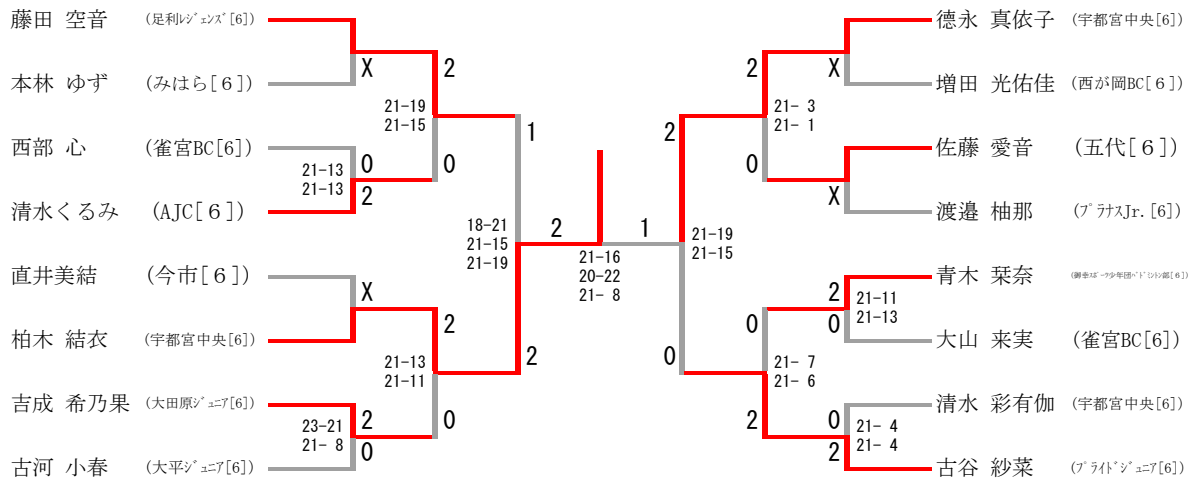 藤田 空音 (足利ﾚｼﾞｪﾝｽﾞ[6])
X
本林 ゆず (みはら[６])
2
21-19
21-15
西部 心 (雀宮BC[6])
21-13
21-13
0
2
0
清水くるみ (AJC[６])
1
18-21
21-15
21-19
直井美結 (今市[６])
X
柏木 結衣 (宇都宮中央[6])
2
21-13
21-11
2
吉成 希乃果 (大田原ｼﾞｭﾆｱ[6])
23-21
21- 8
2
0
0
古河 小春 (大平ｼﾞｭﾆｱ[6])
2
1
21-16
20-22
21- 8
德永 真依子 (宇都宮中央[6])
X
増田 光佑佳 (西が岡BC[６])
2
21- 3
21- 1
佐藤 愛音 (五代[６])
0
X
渡邉 柚那 (ﾌﾟﾗﾅｽJr.[6])
2
21-19
21-15
青木 栞奈
2
0
21-11
21-13
大山 来実 (雀宮BC[6])
0
21- 7
21- 6
0
清水 彩有伽 (宇都宮中央[6])
2
0
2
21- 4
21- 4
古谷 紗菜 (ﾌﾟﾗｲﾄﾞｼﾞｭﾆｱ[6])